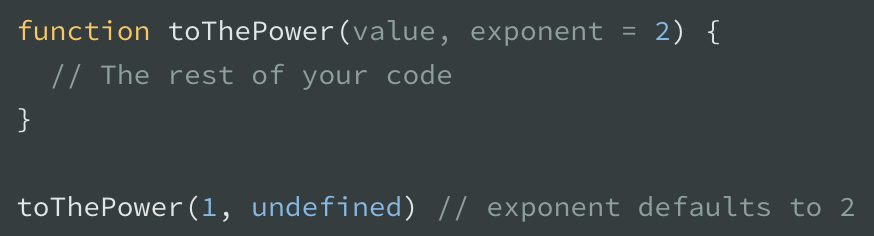 function toThePower(value, exponent = 2) {
  // The rest of your code
}
toThePower(1, undefined) // exponent defaults to 2